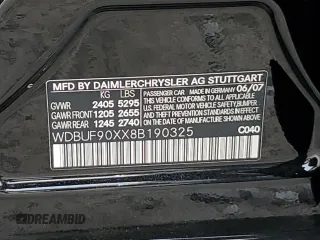 MFD BY DAIMLERCHRYSLER AG STUTTGART
KG LBS PASSENGER CAR 06/07
GVWR 2405 5295
GAWR FRONT 1205 2655
GAWR REAR 1245 2740
THIS VEHICLE CONFORMS TO ALL APPLICABLE U.S. FEDERAL MOTOR VEHICLE SAFETY BUMPER AND THEFT PREVENTION STANDARDS IN EFFECT ON THE DATE OF MANUFACTURE SHOWN ABOVE
WDBUF90XX8B190325 C040
MADE IN GERMANY
DREAMBID